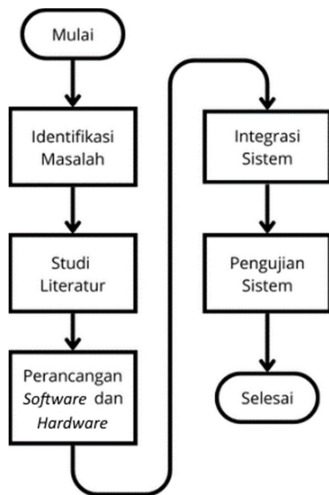 Mulai
Identifikasi
Masalah
Studi
Literatur
Perancangan
Software dan
Hardware
Integrasi
Sistem
Pengujian
Sistem
Selesai